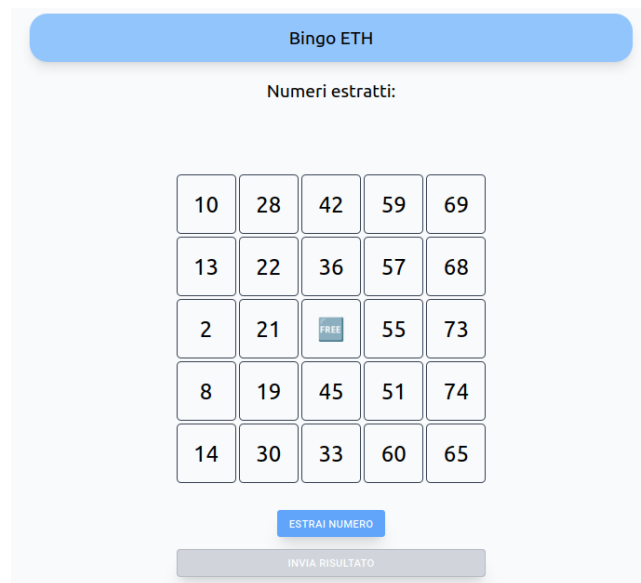 Bingo ETH
Numeri estratti:
10 28 42 59 69
13 22 36 57 68
2 21 FREE 55 73
8 19 45 51 74
14 30 33 60 65
ESTRAI NUMERO
INVIA RISULTATO